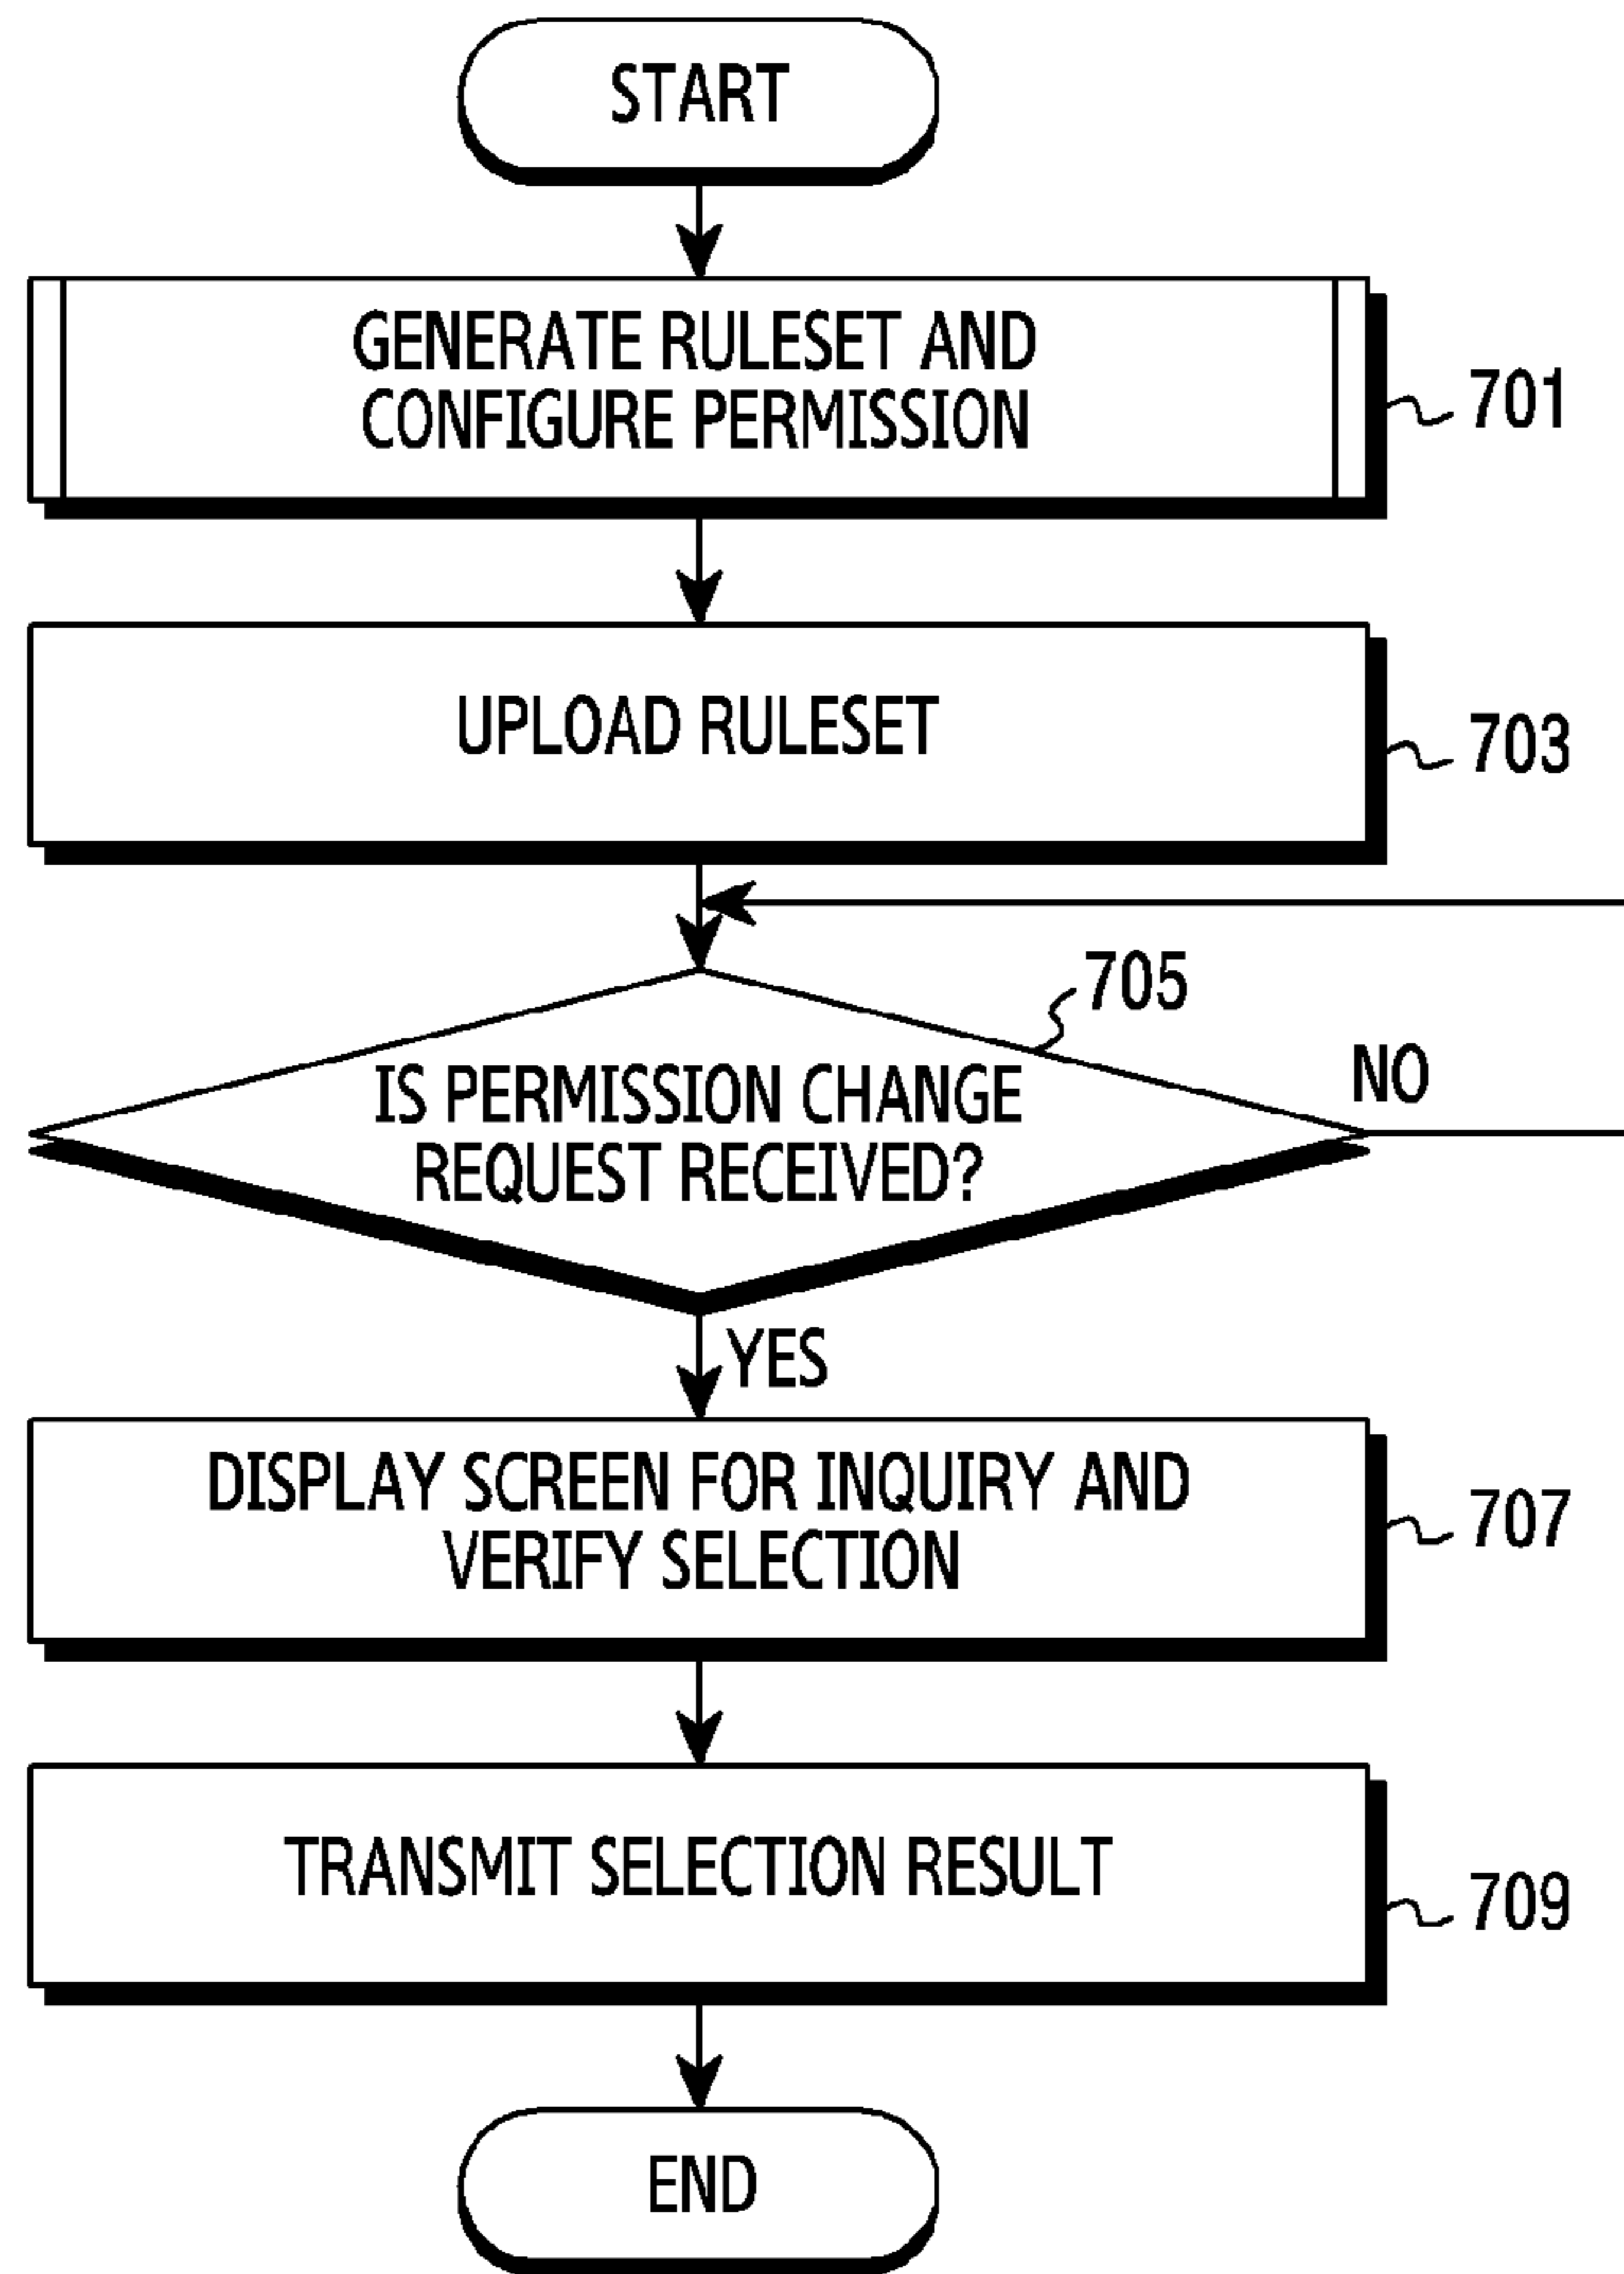 START
GENERATE RULESET AND
CONFIGURE PERMISSION
701
UPLOAD RULESET
703
705
IS PERMISSION CHANGE
REQUEST RECEIVED?
NO
YES
DISPLAY SCREEN FOR INQUIRY AND
VERIFY SELECTION
707
TRANSMIT SELECTION RESULT
709
END